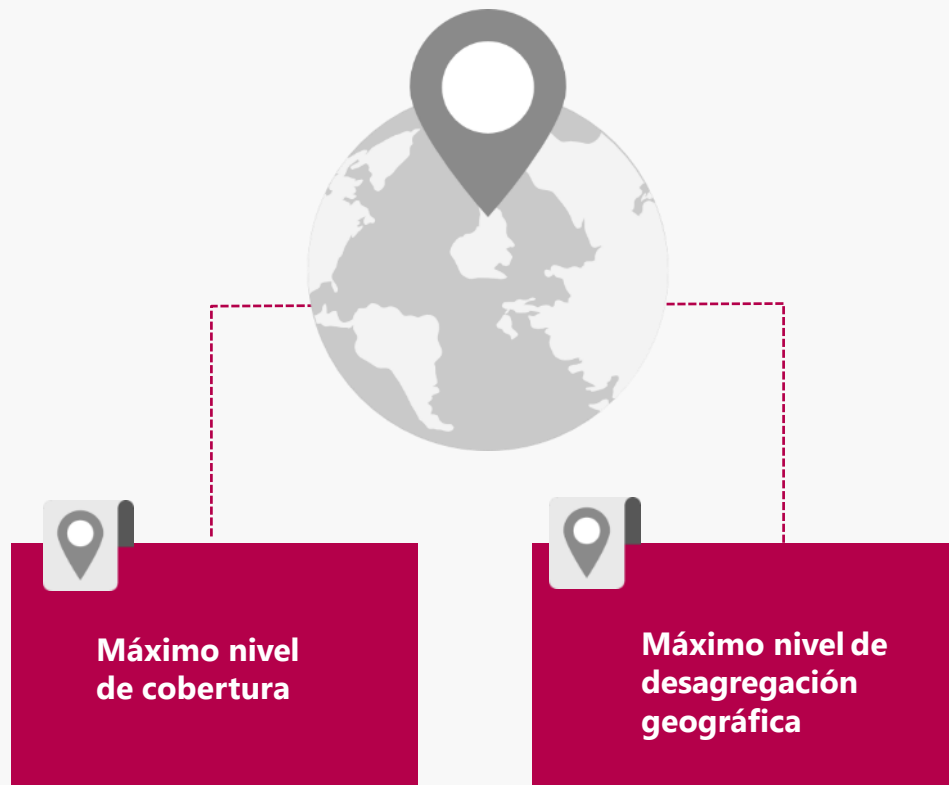 Máximo nivel
de cobertura
Máximo nivel de
desagregación
geográfica